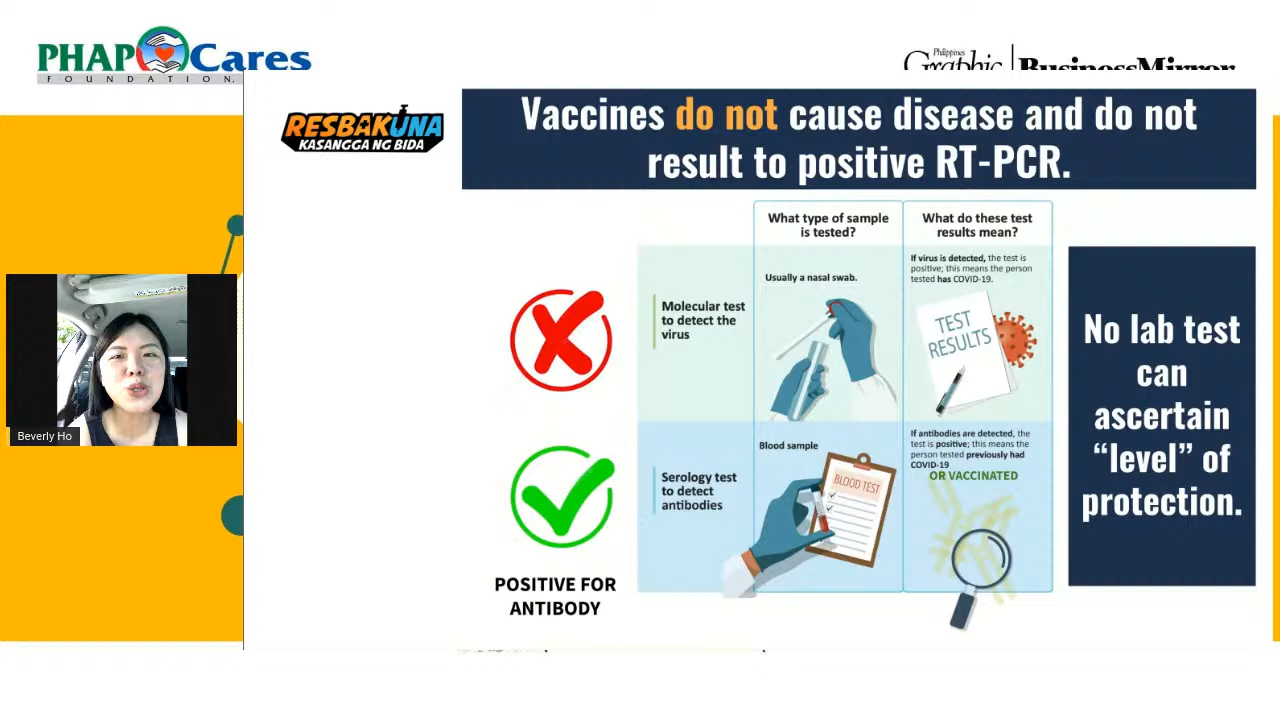 PHAP Cares
FOUNDATION.
Philippines
Graphic
BusinessMirror
RESBAKUNA
KASANGGA NG BIDA
Vaccines do not cause disease and do not
result to positive RT-PCR.
What type of sample
is tested?
What do these test
results mean?
Molecular test
to detect the
virus
Usually a nasal swab.
If virus is detected, the test is
positive; this means the person
tested has COVID-19.
TEST
RESULTS
Serology test
to detect
antibodies
Blood sample
BLOOD TEST
If antibodies are detected, the
test is positive; this means the
person tested previously had
COVID-19
OR VACCINATED
POSITIVE FOR
ANTIBODY
No lab test
can
ascertain
“level” of
protection.
Beverly Ho